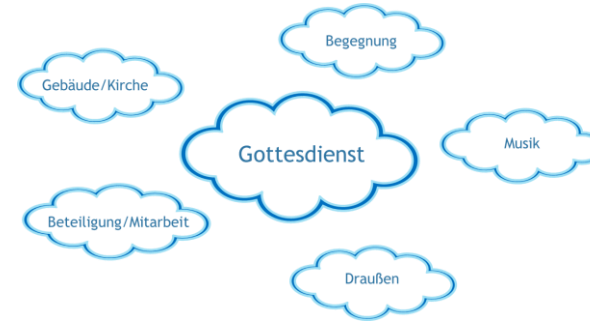 Begegnung
Gebäude/Kirche
Gottesdienst
Musik
Beteiligung/Mitarbeit
Draußen